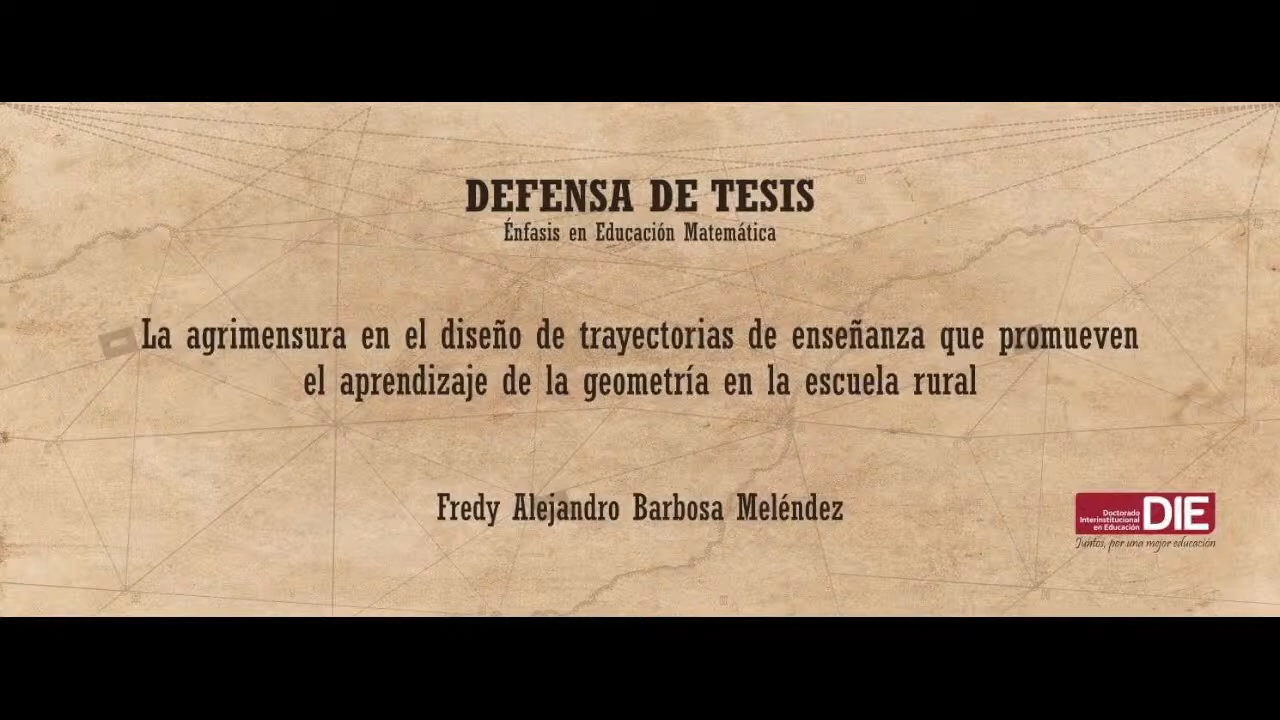 DEFENSA DE TESIS
Énfasis en Educación Matemática
La agrimensura en el diseño de trayectorias de enseñanza que promueven
el aprendizaje de la geometría en la escuela rural
Fredy Alejandro Barbosa Meléndez
Doctorado
Interinstitucional
en Educación
DIE
Juntos, por una mejor educación